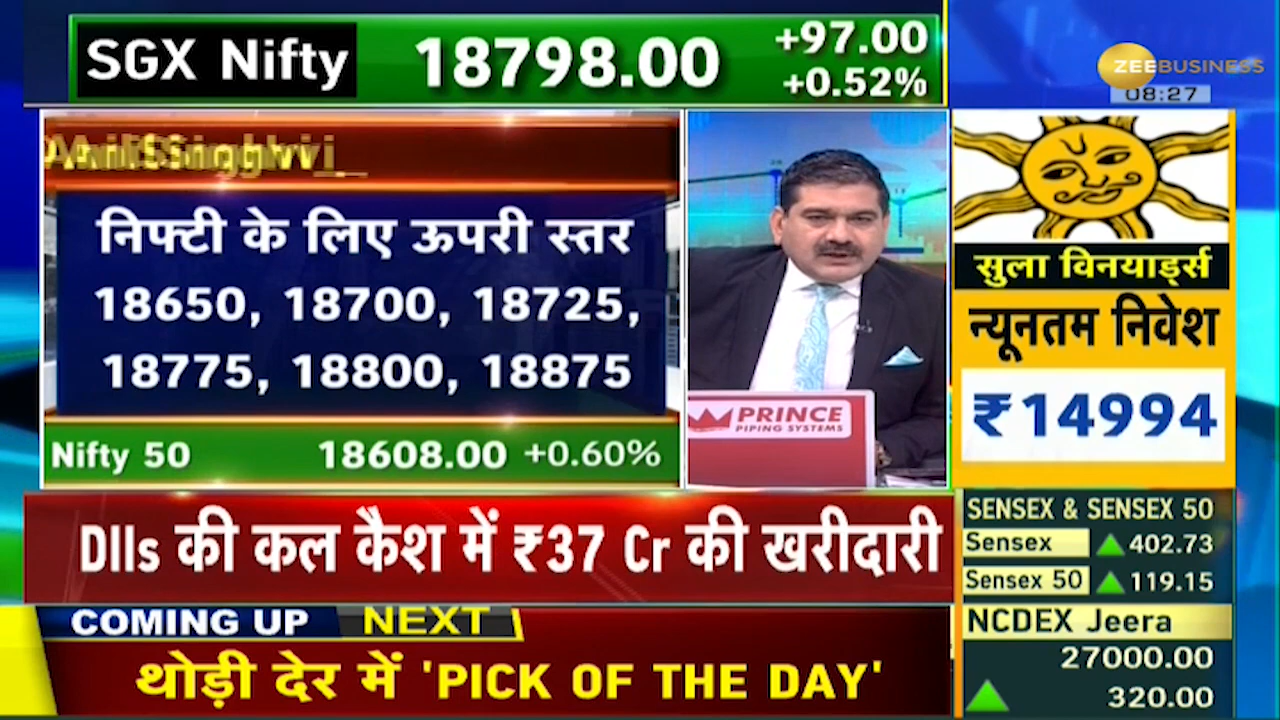 SGX Nifty 18798.00 +97.00
+0.52%
ZEEBUSINESS
08:27
निफ्टी के लिए ऊपरी स्तर
18650, 18700, 18725,
18775, 18800, 18875
Nifty 50 18608.00 +0.60%
PRINCE
PIPING SYSTEMS
सुला विनयार्ड्स
न्यूनतम निवेश
₹14994
DIIs की कल कैश में ₹37 Cr की खरीदारी
SENSEX & SENSEX 50
Sensex 402.73
Sensex 50 119.15
NCDEX Jeera
27000.00
320.00
COMING UP NEXT
थोड़ी देर में 'PICK OF THE DAY'